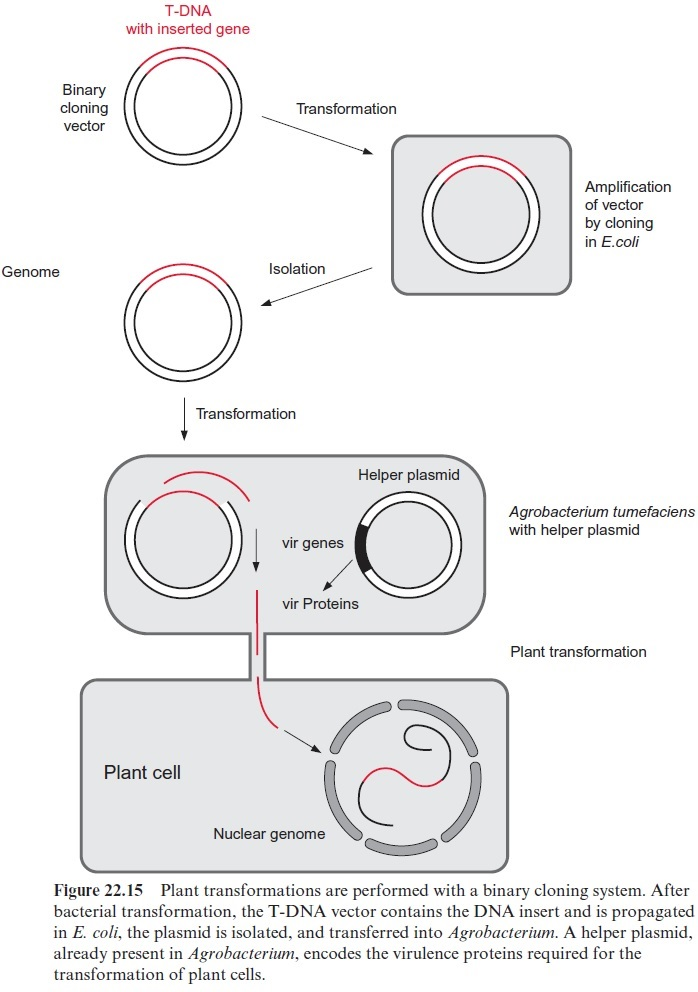 T-DNA
with inserted gene
Binary
cloning
vector
Transformation
Amplification
of vector
by cloning
in E.coli
Genome
Isolation
Transformation
Helper plasmid
vir genes
vir Proteins
Agrobacterium tumefaciens
with helper plasmid
Plant transformation
Plant cell
Nuclear genome
Figure 22.15 Plant transformations are performed with a binary cloning system. After
bacterial transformation, the T-DNA vector contains the DNA insert and is propagated
in E. coli, the plasmid is isolated, and transferred into Agrobacterium. A helper plasmid,
already present in Agrobacterium, encodes the virulence proteins required for the
transformation of plant cells.